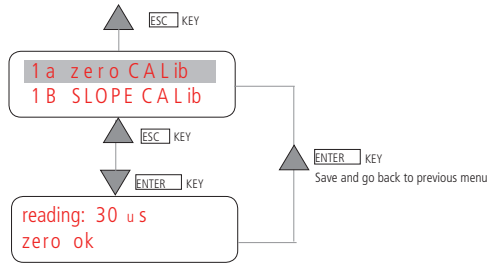 ESC KEY
1a zero CALib
1B SLOPE CALib
ESC KEY
ENTER KEY
ENTER KEY
Save and go back to previous menu
reading: 30 us
zero ok